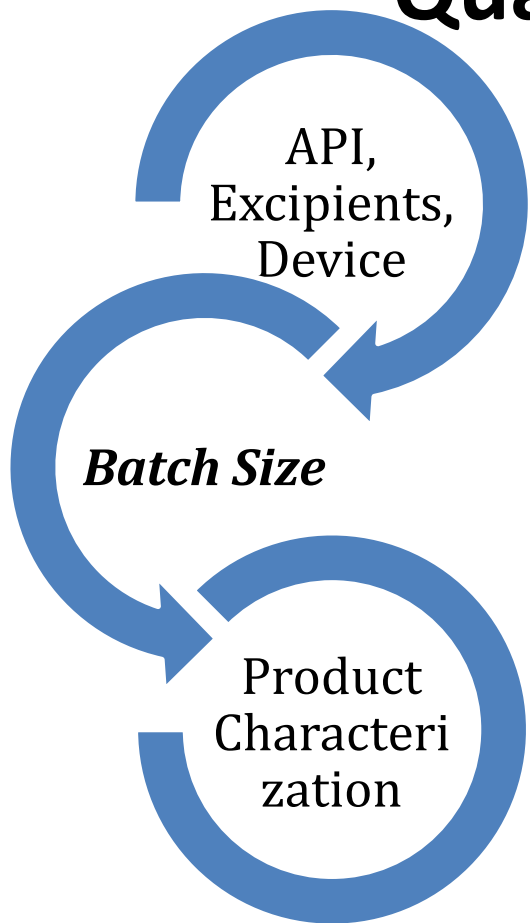 API,
Excipients,
Device
Batch Size
Product
Characteri
zation